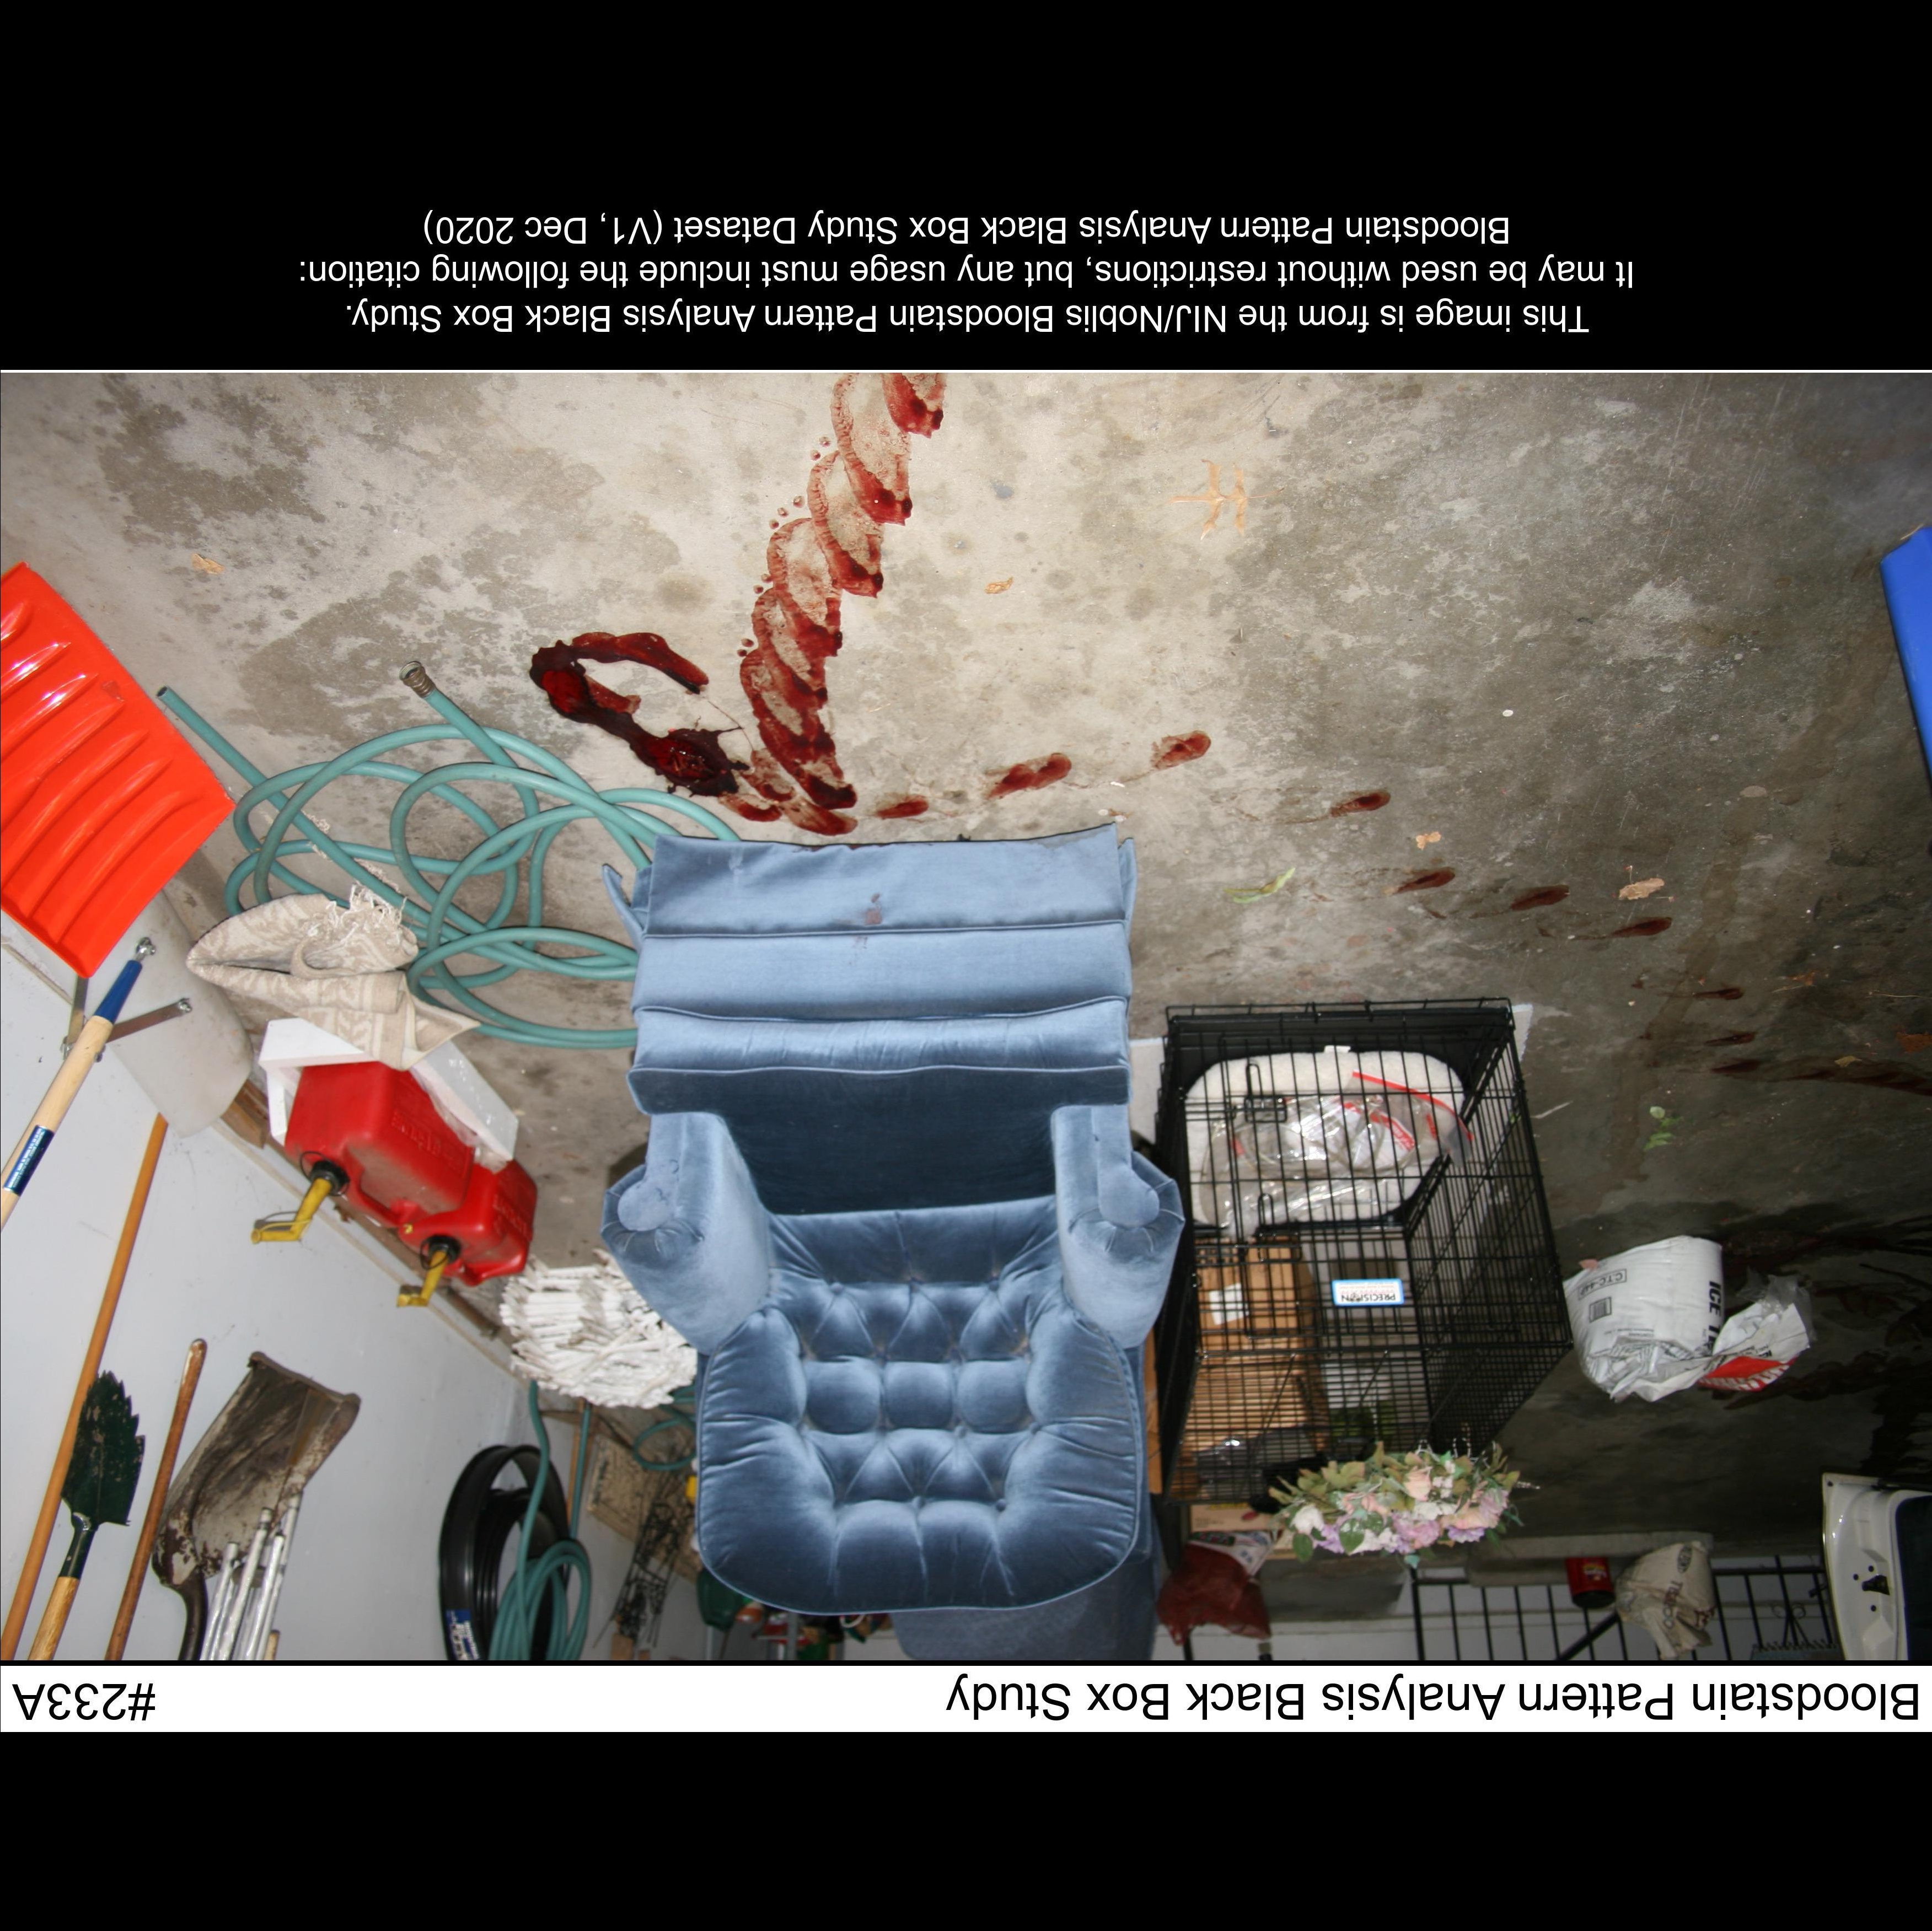 Bloodstain Pattern Analysis Black Box Study #233A
ICE
PRECISION
This image is from the NIJ/Noblis Bloodstain Pattern Analysis Black Box Study.
It may be used without restrictions, but any usage must include the following citation:
Bloodstain Pattern Analysis Black Box Study Dataset (V1, Dec 2020)